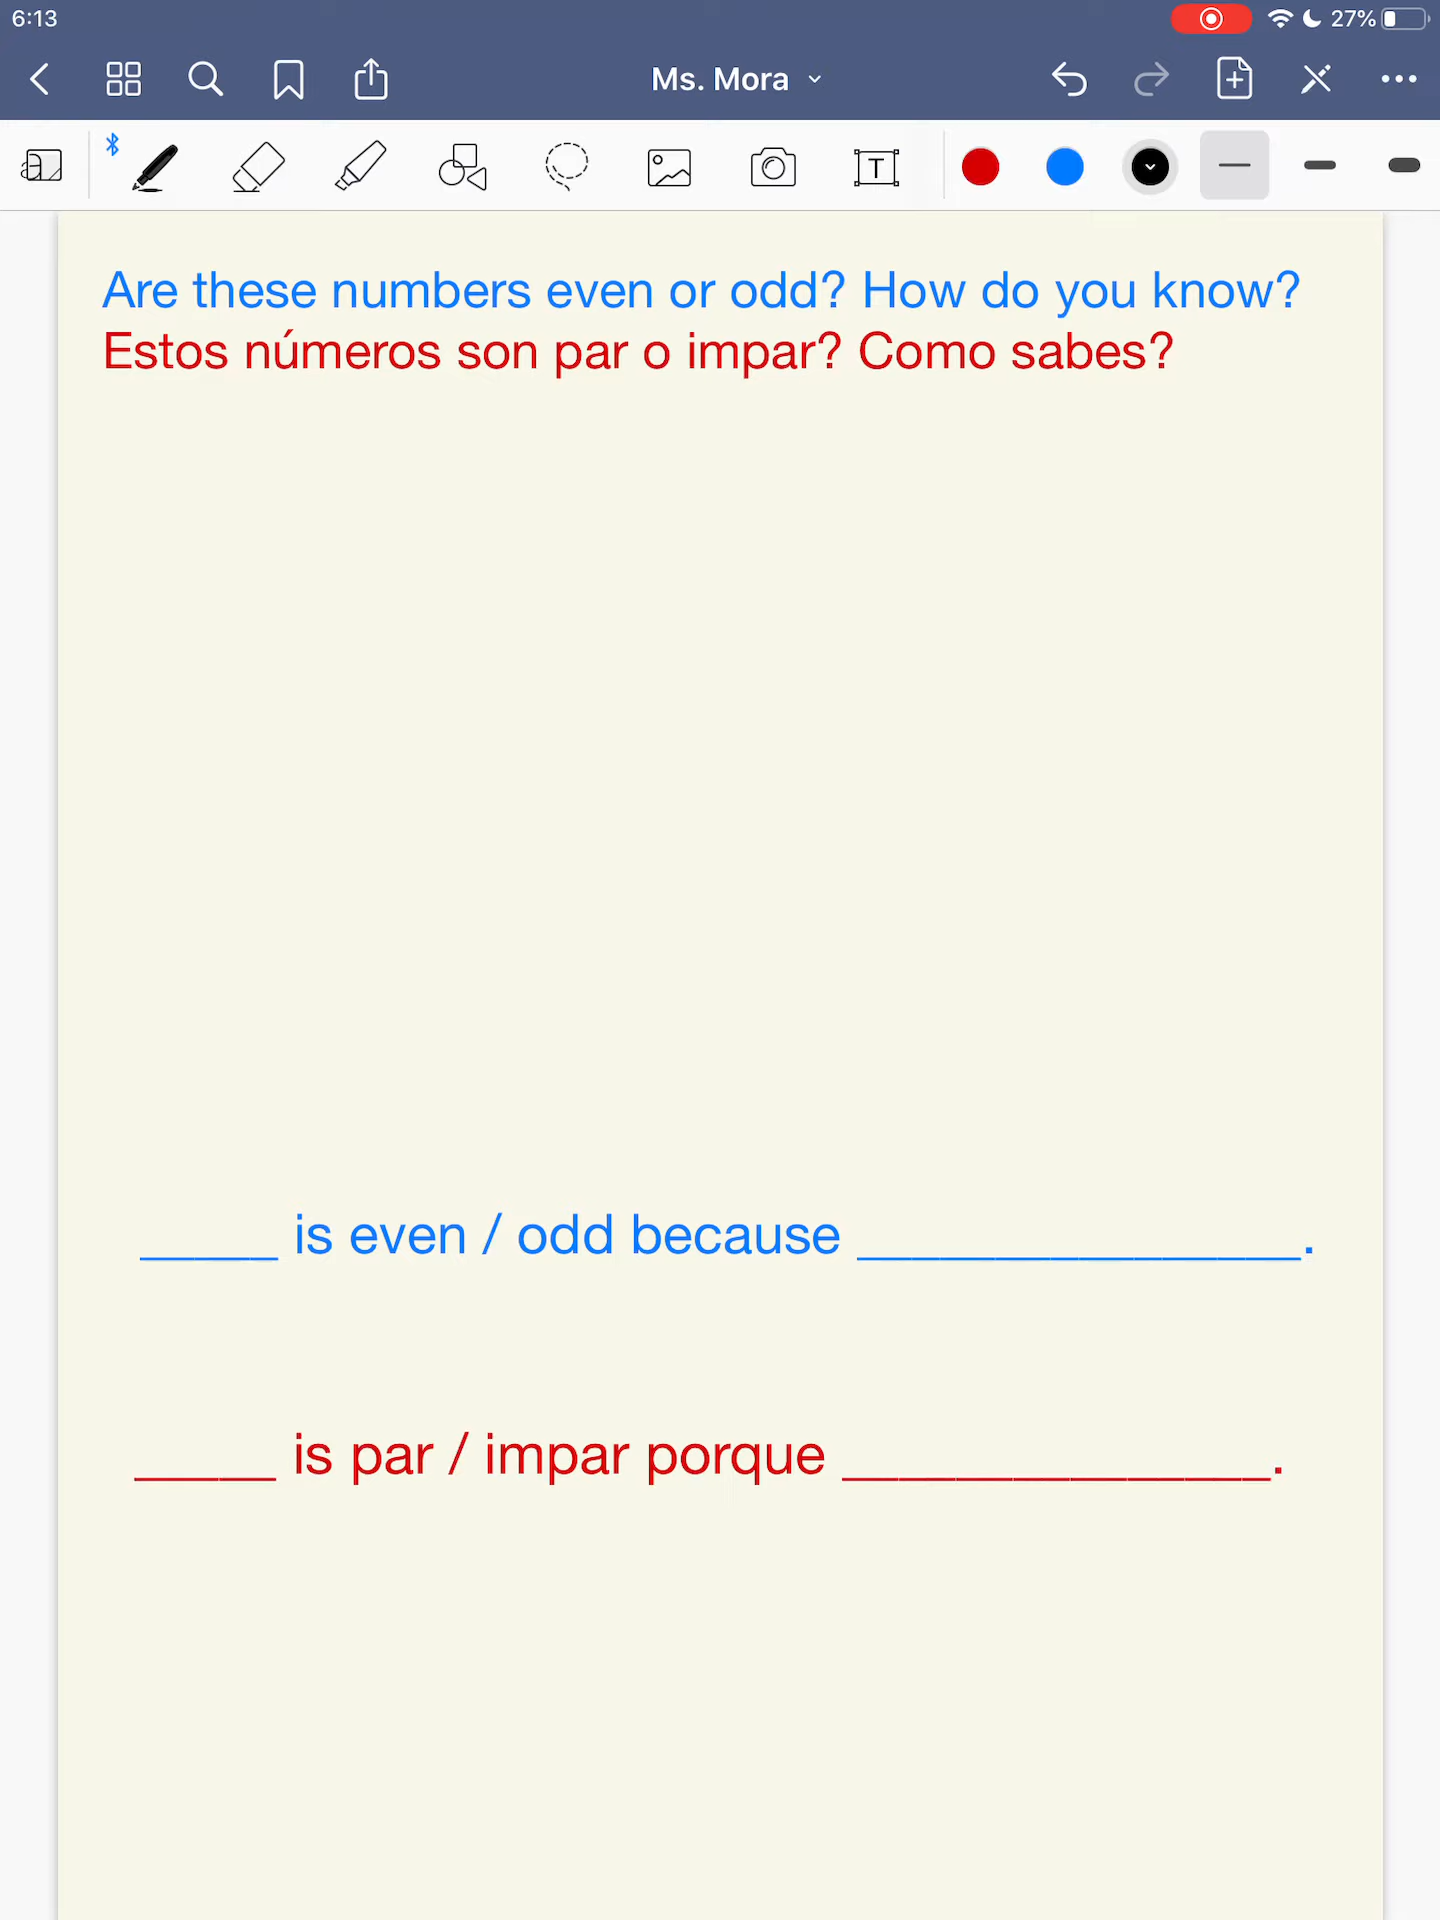 6:13
27%
Ms. Mora
T
Are these numbers even or odd? How do you know?
Estos números son par o impar? Como sabes?
_____ is even / odd because ________________.
_____ is par / impar porque _______________.